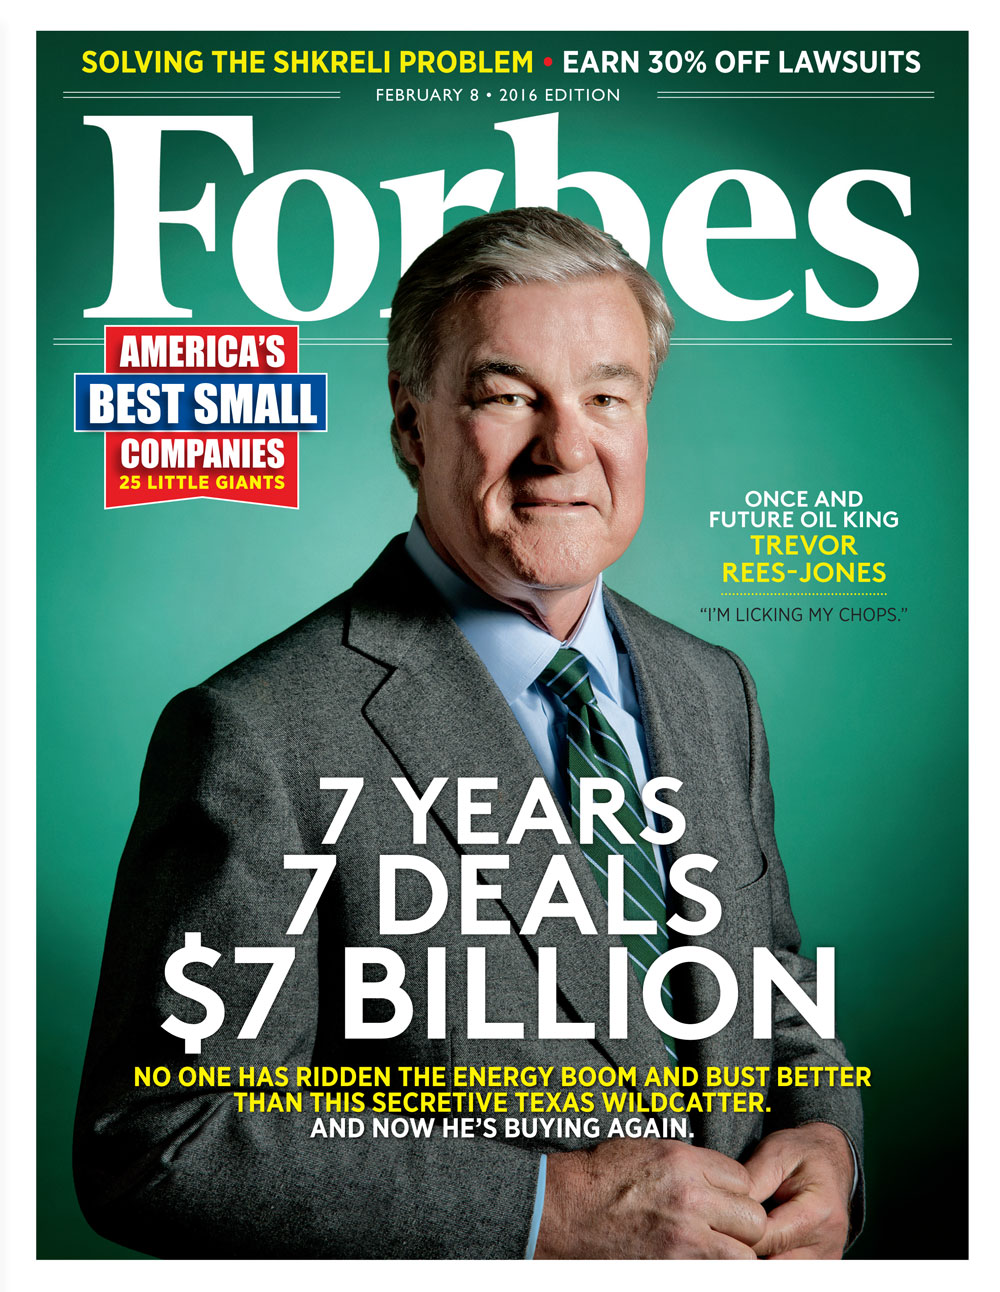 SOLVING THE SHKRELI PROBLEM • EARN 30% OFF LAWSUITS
FEBRUARY 8 • 2016 EDITION
Forbes
AMERICA'S
BEST SMALL
COMPANIES
25 LITTLE GIANTS
ONCE AND
FUTURE OIL KING
TREVOR
REES-JONES
“I’M LICKING MY CHOPS.”
7 YEARS
7 DEALS
$7 BILLION
NO ONE HAS RIDDEN THE ENERGY BOOM AND BUST BETTER
THAN THIS SECRETIVE TEXAS WILDCATTER.
AND NOW HE’S BUYING AGAIN.